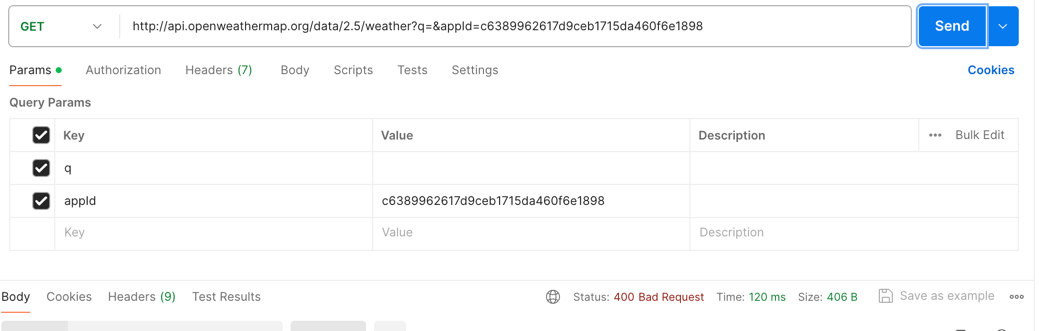 GET http://api.openweathermap.org/data/2.5/weather?q=&appId=c6389962617d9ceb1715da460f6e1898 Send
Params Authorization Headers (7) Body Scripts Tests Settings Cookies
Query Params
Key Value Description Bulk Edit
q
appId c6389962617d9ceb1715da460f6e1898
Key Value Description
Body Cookies Headers (9) Test Results Status: 400 Bad Request Time: 120 ms Size: 406 B Save as example